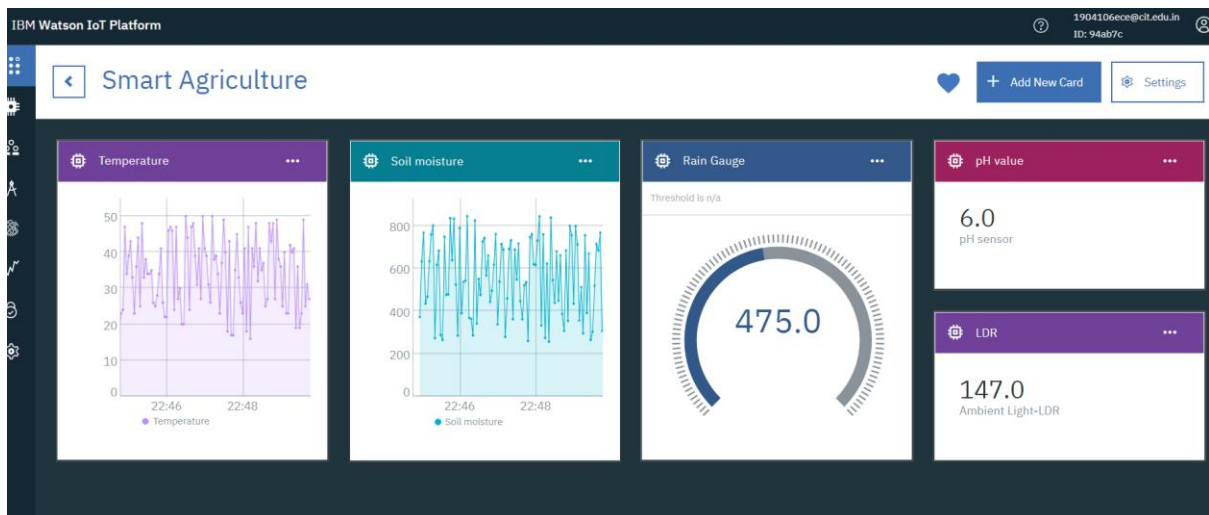 IBM Watson IoT Platform
1904106ece@cit.edu.in
ID: 94ab7c
Smart Agriculture
+ Add New Card
Settings
Temperature
50
40
30
20
10
0
22:46 22:48
Temperature
Soil moisture
800
600
400
200
0
22:46 22:48
Soil moisture
Rain Gauge
Threshold is n/a
475.0
pH value
6.0
pH sensor
LDR
147.0
Ambient Light-LDR